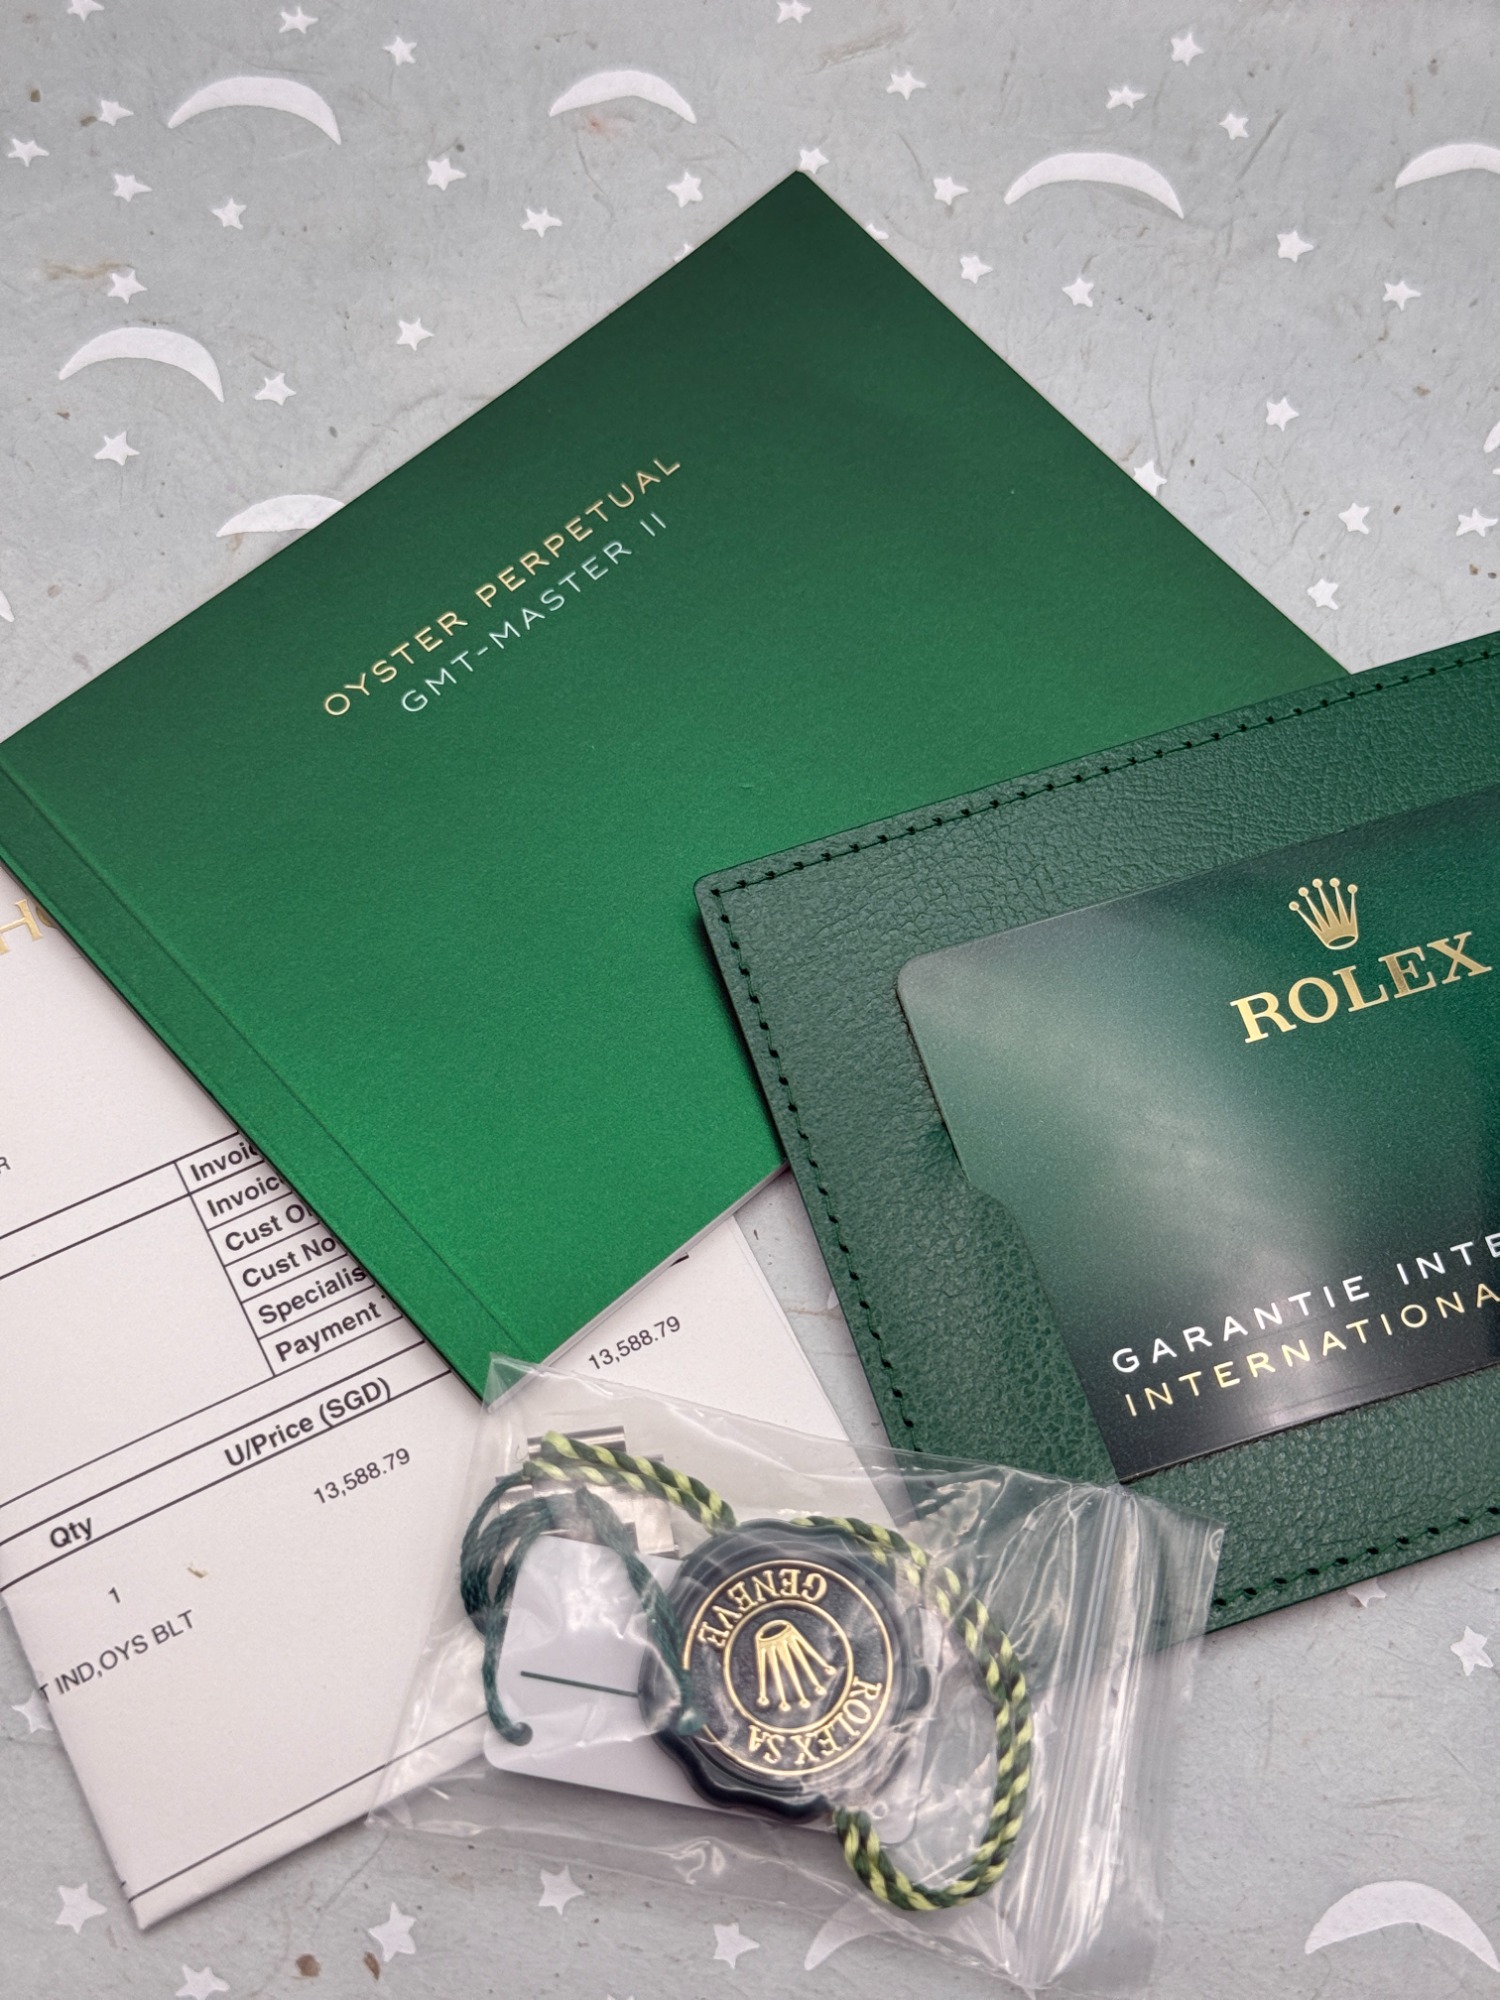 OYSTER PERPETUAL
GMT-MASTER II
ROLEX
GARANTIE INTE
INTERNATIONA
HO
R
Invoic
Invoic
Cust O
Cust No
Specialis
Payment
13,588.79
U/Price (SGD)
13,588.79
Qty
1
T IND,OYS BLT
GENEVE
ROLEX SA